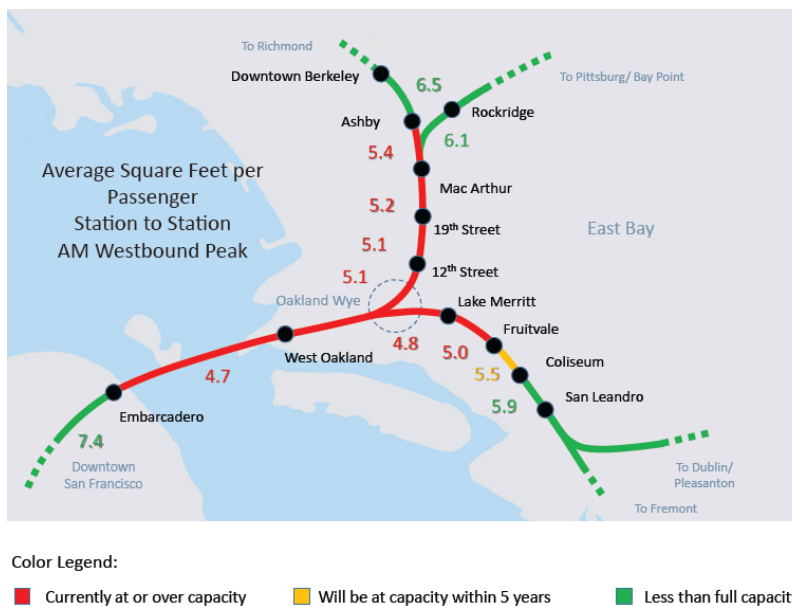 To Richmond
Downtown Berkeley
6.5
To Pittsburg/ Bay Point
Rockridge
Ashby
6.1
5.4
Average Square Feet per
Passenger
Station to Station
AM Westbound Peak
Mac Arthur
5.2
19th Street
East Bay
5.1
12th Street
5.1
Oakland Wye
Lake Merritt
Fruitvale
4.8
5.0
West Oakland
Coliseum
4.7
5.5
San Leandro
5.9
Embarcadero
7.4
Downtown
San Francisco
To Dublin/
Pleasanton
To Fremont
Color Legend:
Currently at or over capacity
Will be at capacity within 5 years
Less than full capacit